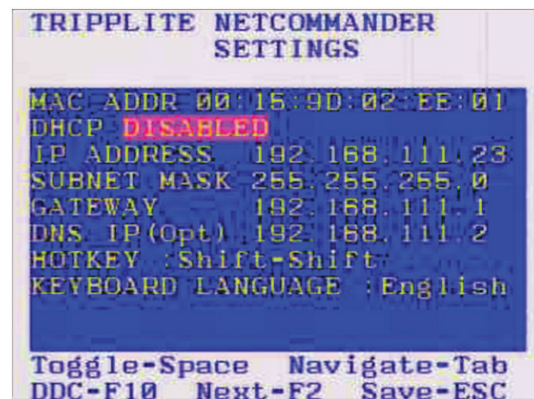 TRIPPLITE NETCOMMANDER
SETTINGS
MAC ADDR 00:15:9D:02:EE:01
DHCP DISABLED
IP ADDRESS 192.168.111.23
SUBNET MASK 255.255.255.0
GATEWAY 192.168.111.1
DNS IP(Opt) 192.168.111.2
HOTKEY :Shift-Shift
KEYBOARD LANGUAGE :English
Toggle-Space Navigate-Tab
DDC-F10 Next-F2 Save-ESC